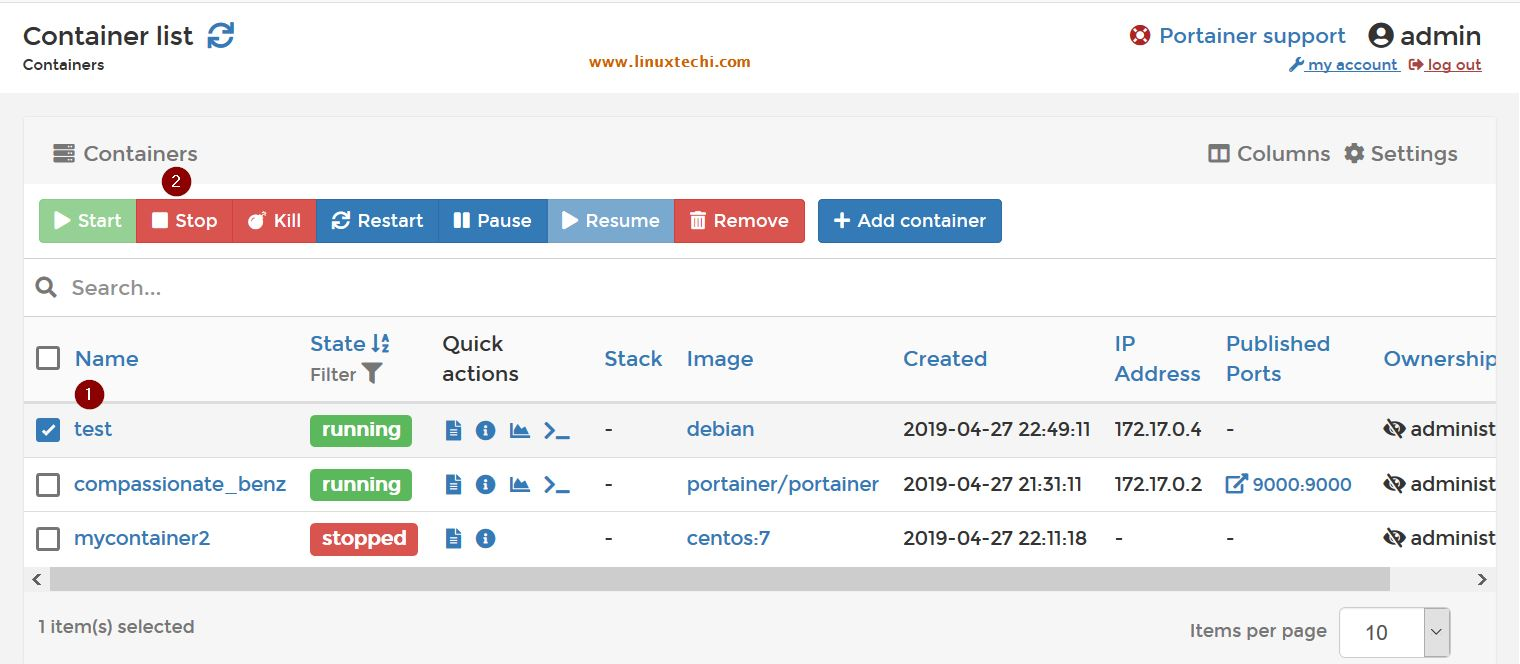 Container list
Portainer support admin
Containers
www.linuxtechi.com
my account log out
Containers
Columns Settings
2
Start Stop Kill Restart Pause Resume Remove Add container
Search...
Name State Filter Quick actions Stack Image Created IP Address Published Ports Ownership
1
test running - debian 2019-04-27 22:49:11 172.17.0.4 - administ
compassionate_benz running - portainer/portainer 2019-04-27 21:31:11 172.17.0.2 9000:9000 administ
mycontainer2 stopped - centos:7 2019-04-27 22:11:18 - - administ
1 item(s) selected
Items per page 10